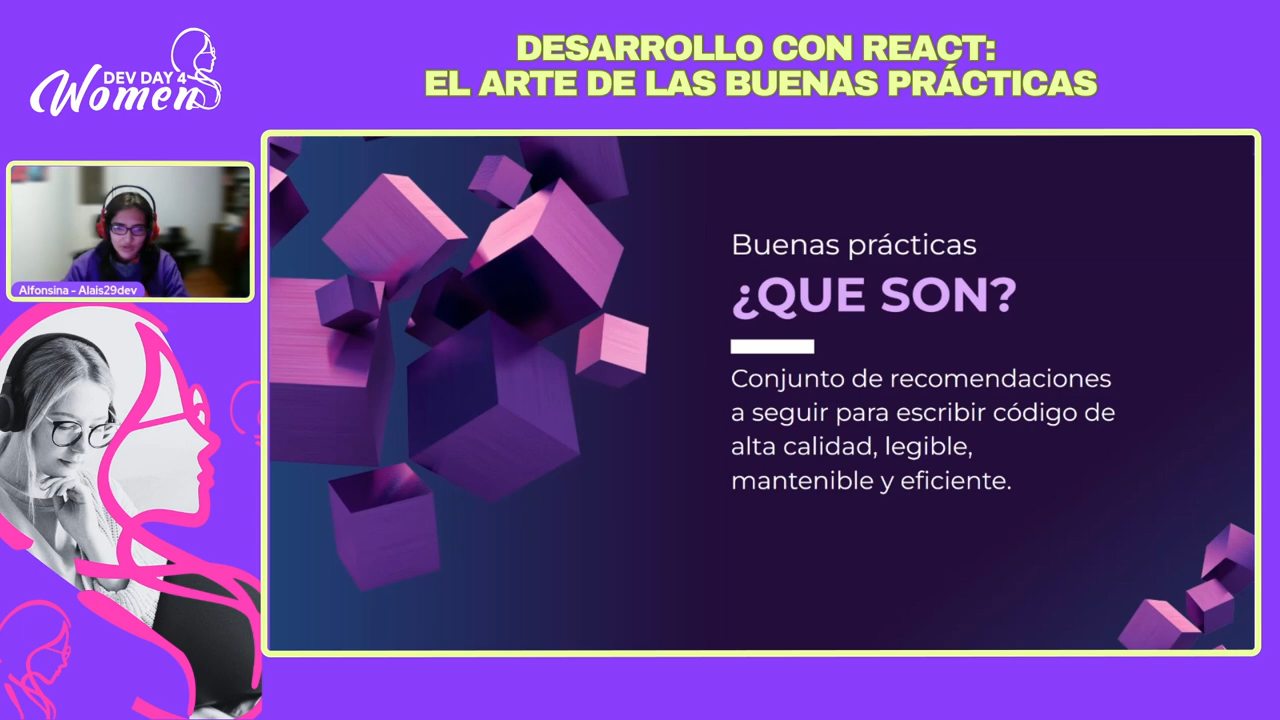 DEV DAY 4
Women
DESARROLLO CON REACT:
EL ARTE DE LAS BUENAS PRÁCTICAS
Alfonsina - Alais29dev
Buenas prácticas
¿QUE SON?
Conjunto de recomendaciones
a seguir para escribir código de
alta calidad, legible,
mantenible y eficiente.